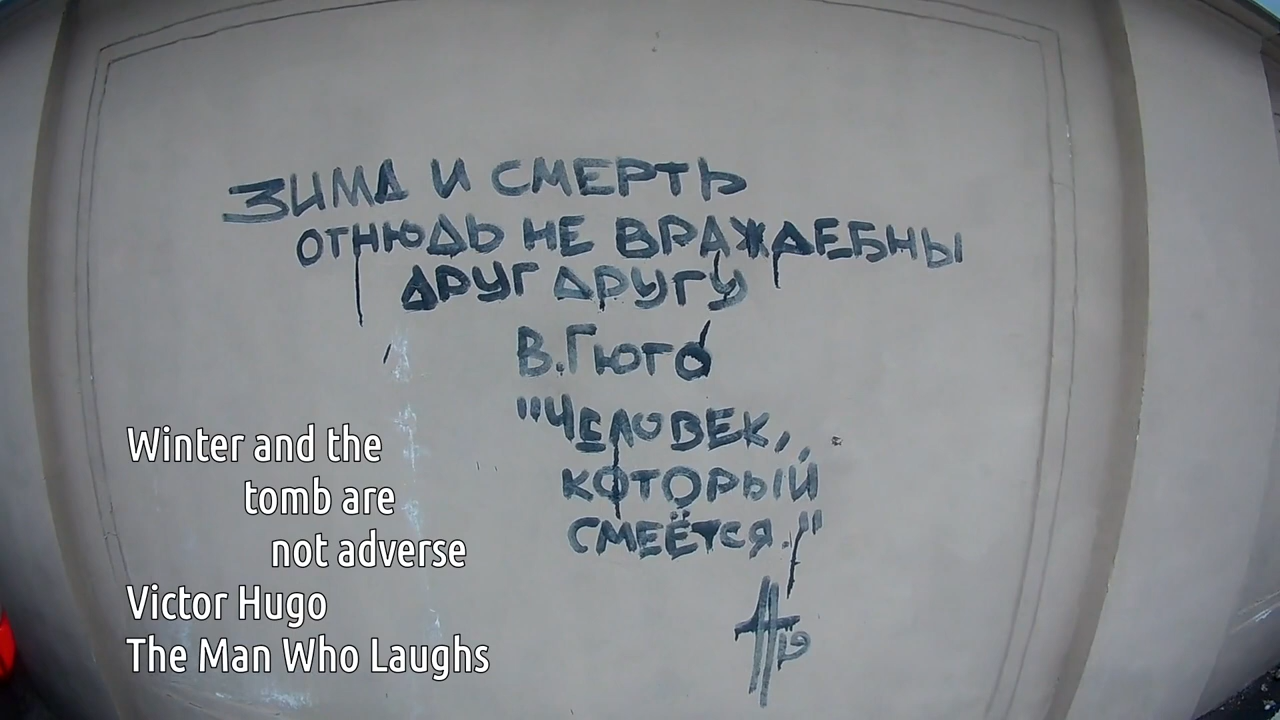 ЗИМА И СМЕРТЬ
ОТНЮДЬ НЕ ВРАЖДЕБНЫ
ДРУГ ДРУГУ
В.Гюго
"ЧЕЛОВЕК,
КОТОРЫЙ
СМЕЁТСЯ."
Winter and the
tomb are
not adverse
Victor Hugo
The Man Who Laughs